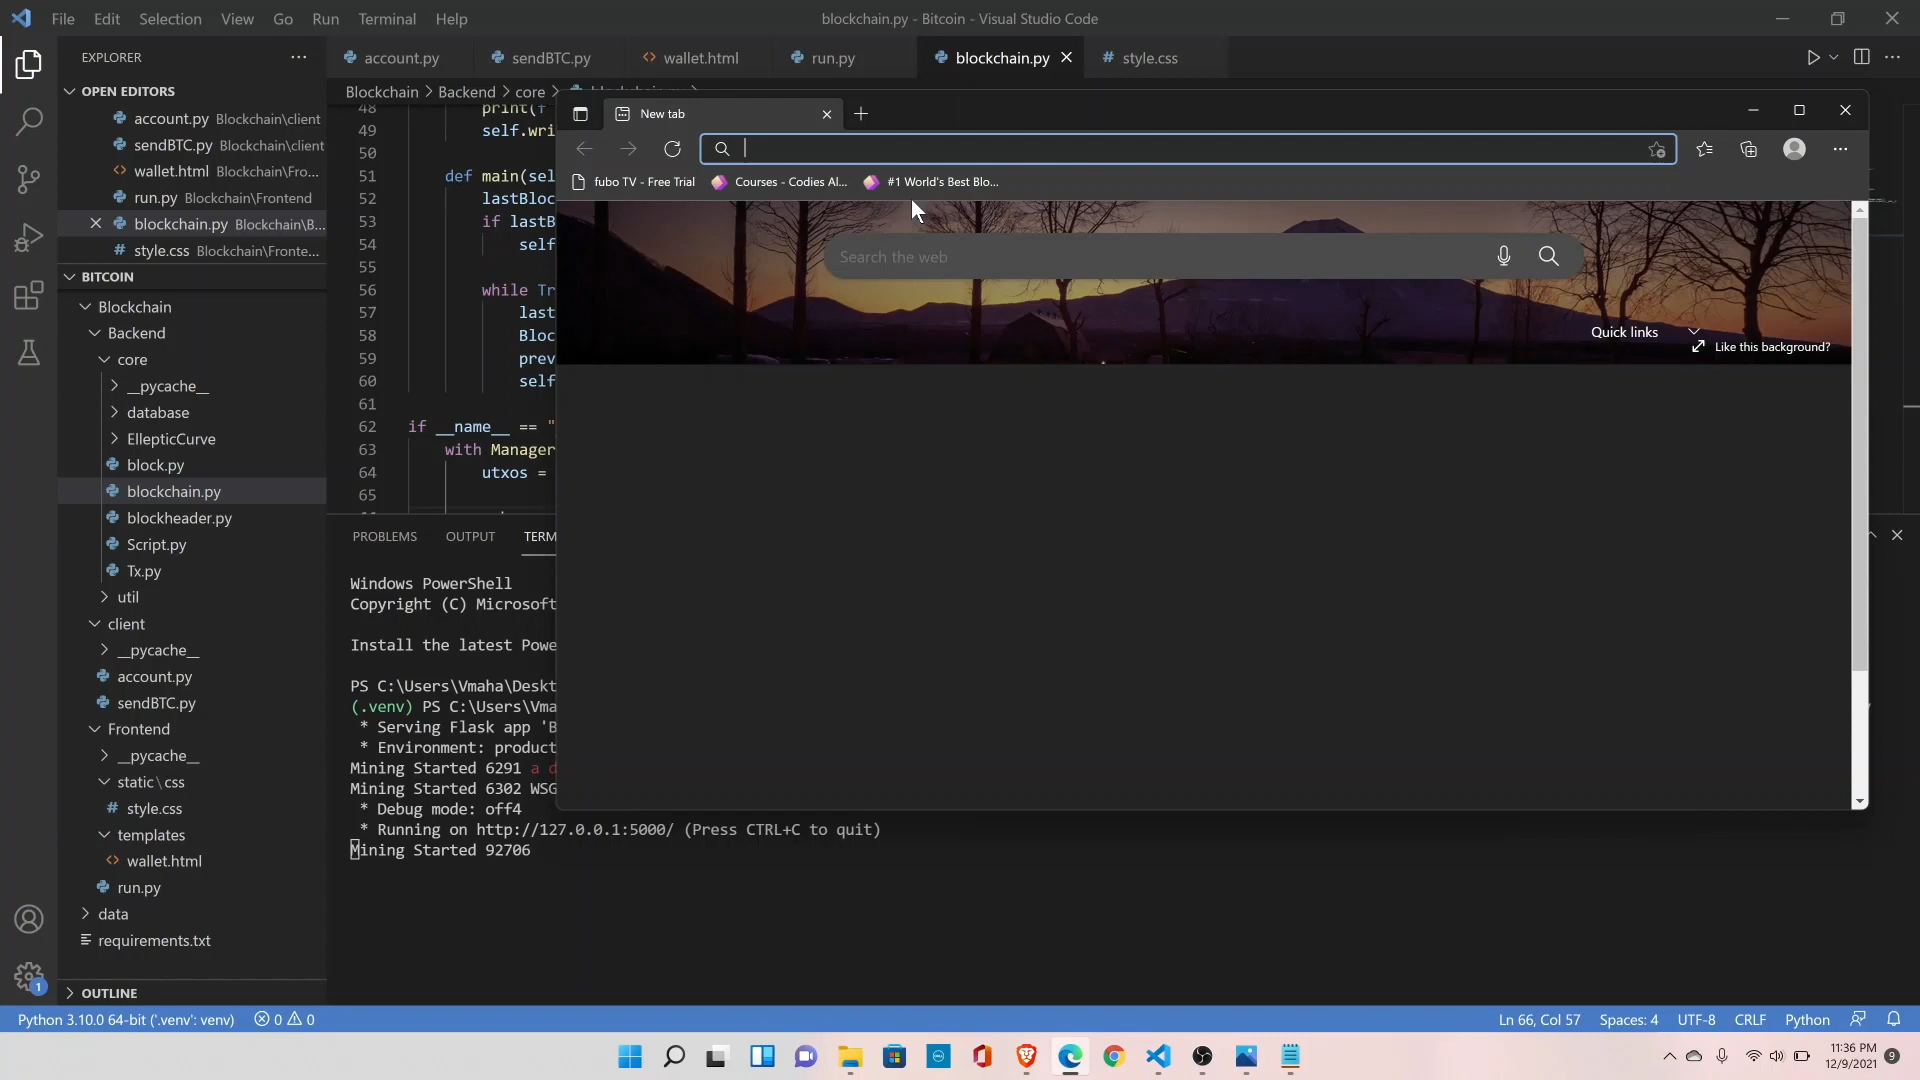 File Edit Selection View Go Run Terminal Help
blockchain.py - Bitcoin - Visual Studio Code
EXPLORER
account.py
sendBTC.py
wallet.html
run.py
blockchain.py
style.css
OPEN EDITORS
account.py Blockchain\client
sendBTC.py Blockchain\client
wallet.html Blockchain\Fro...
run.py Blockchain\Frontend
blockchain.py Blockchain\B...
style.css Blockchain\Fronte...
BITCOIN
Blockchain
Backend
core
__pycache__
database
EllepticCurve
block.py
blockchain.py
blockheader.py
Script.py
Tx.py
util
client
__pycache__
account.py
sendBTC.py
Frontend
__pycache__
static\css
style.css
templates
wallet.html
run.py
data
requirements.txt
OUTLINE
Blockchain > Backend > core >
48 print(f
49 self.wri
50
51 def main(sel
52 lastBloc
53 if lastB
54 self
55
56 while Tr
57 last
58 Bloc
59 prev
60 self
61
62 if __name__ == "
63 with Manager
64 utxos =
65
PROBLEMS OUTPUT TERM
Windows PowerShell
Copyright (C) Microsoft
Install the latest Powe
PS C:\Users\Vmaha\Deskt
(.venv) PS C:\Users\Vma
* Serving Flask app 'B
* Environment: product
Mining Started 6291 a d
Mining Started 6302 WSG
* Debug mode: off4
* Running on http://127.0.0.1:5000/ (Press CTRL+C to quit)
Mining Started 92706
New tab
fubo TV - Free Trial
Courses - Codies Al...
#1 World's Best Blo...
Search the web
Quick links
Like this background?
Python 3.10.0 64-bit ('.venv': venv) 0 0
Ln 66, Col 57 Spaces: 4 UTF-8 CRLF Python
1
11:36 PM
12/9/2021
9